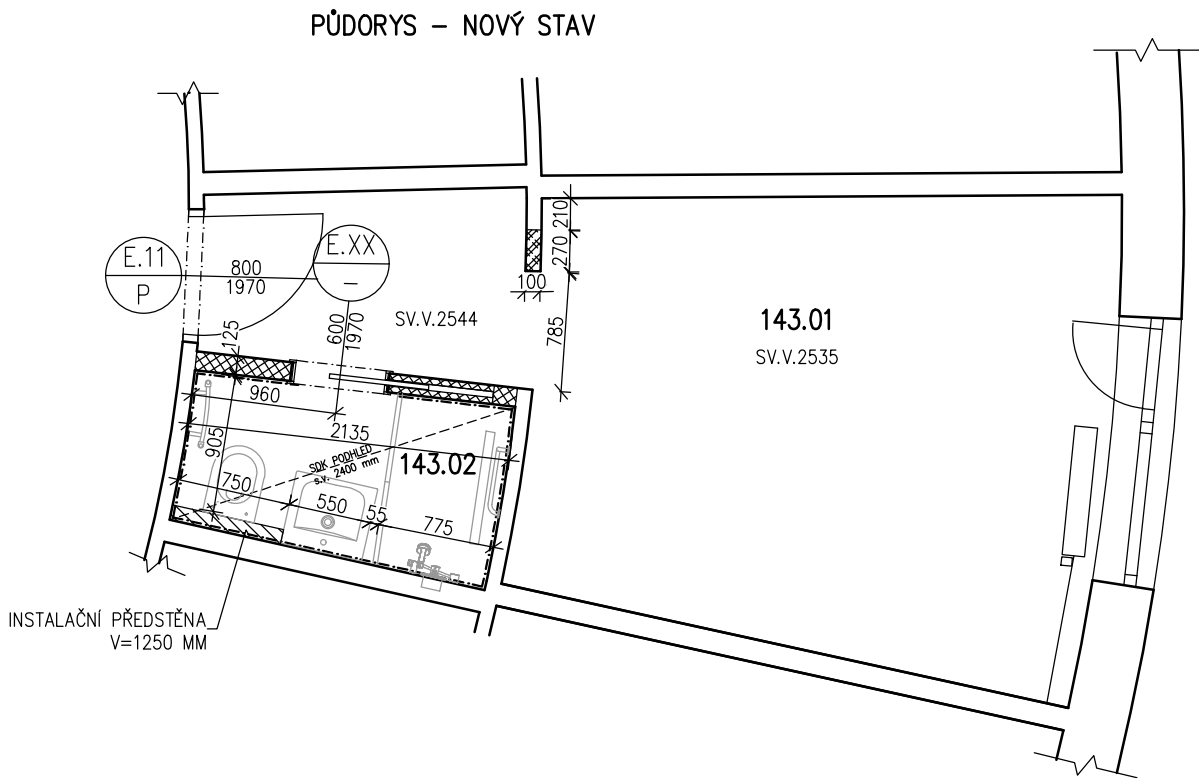 PŮDORYS – NOVÝ STAV
E.11
P
800
1970
E.XX
–
600
1970
SV.V.2544
210
270
100
785
143.01
SV.V.2535
125
960
2135
905
SDK PODHLED
s.v. 2400 mm
143.02
750
550
55
775
INSTALAČNÍ PŘEDSTĚNA
V=1250 MM